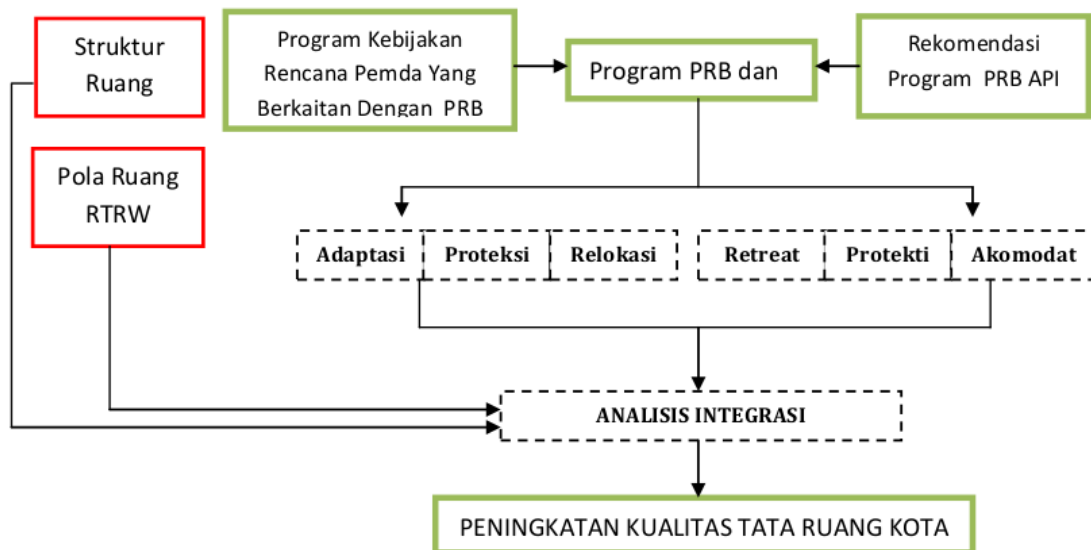 Struktur
Ruang
Program Kebijakan
Rencana Pemda Yang
Berkaitan Dengan PRB
Program PRB dan
Rekomendasi
Program PRB API
Pola Ruang
RTRW
Adaptasi
Proteksi
Relokasi
Retreat
Protekti
Akomodat
ANALISIS INTEGRASI
PENINGKATAN KUALITAS TATA RUANG KOTA